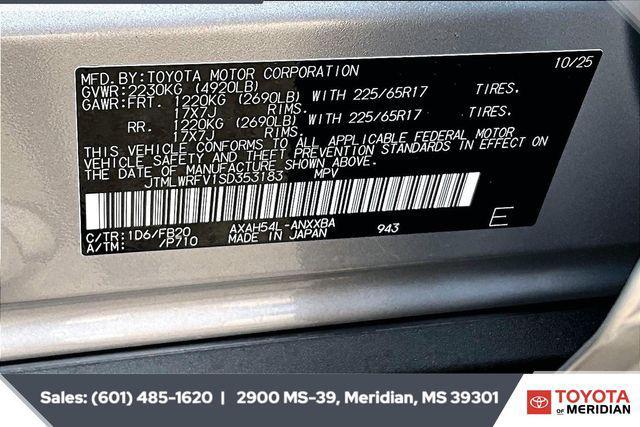 MFD. BY: TOYOTA MOTOR CORPORATION 10/25
GVWR: 2230KG (4920LB)
GAWR: FRT. 1220KG (2690LB) WITH 225/65R17 TIRES.
17X7J RIMS.
RR. 1220KG (2690LB) WITH 225/65R17 TIRES.
17X7J RIMS.
THIS VEHICLE CONFORMS TO ALL APPLICABLE FEDERAL MOTOR
VEHICLE SAFETY AND THEFT PREVENTION STANDARDS IN EFFECT ON
THE DATE OF MANUFACTURE SHOWN ABOVE.
JTMLWRFV1SD353183 MPV
C/TR: 1D6/FB20 AXAH54L-ANXXBA 943 E
A/TM: /P710 MADE IN JAPAN
Sales: (601) 485-1620 | 2900 MS-39, Meridian, MS 39301
TOYOTA
OF MERIDIAN